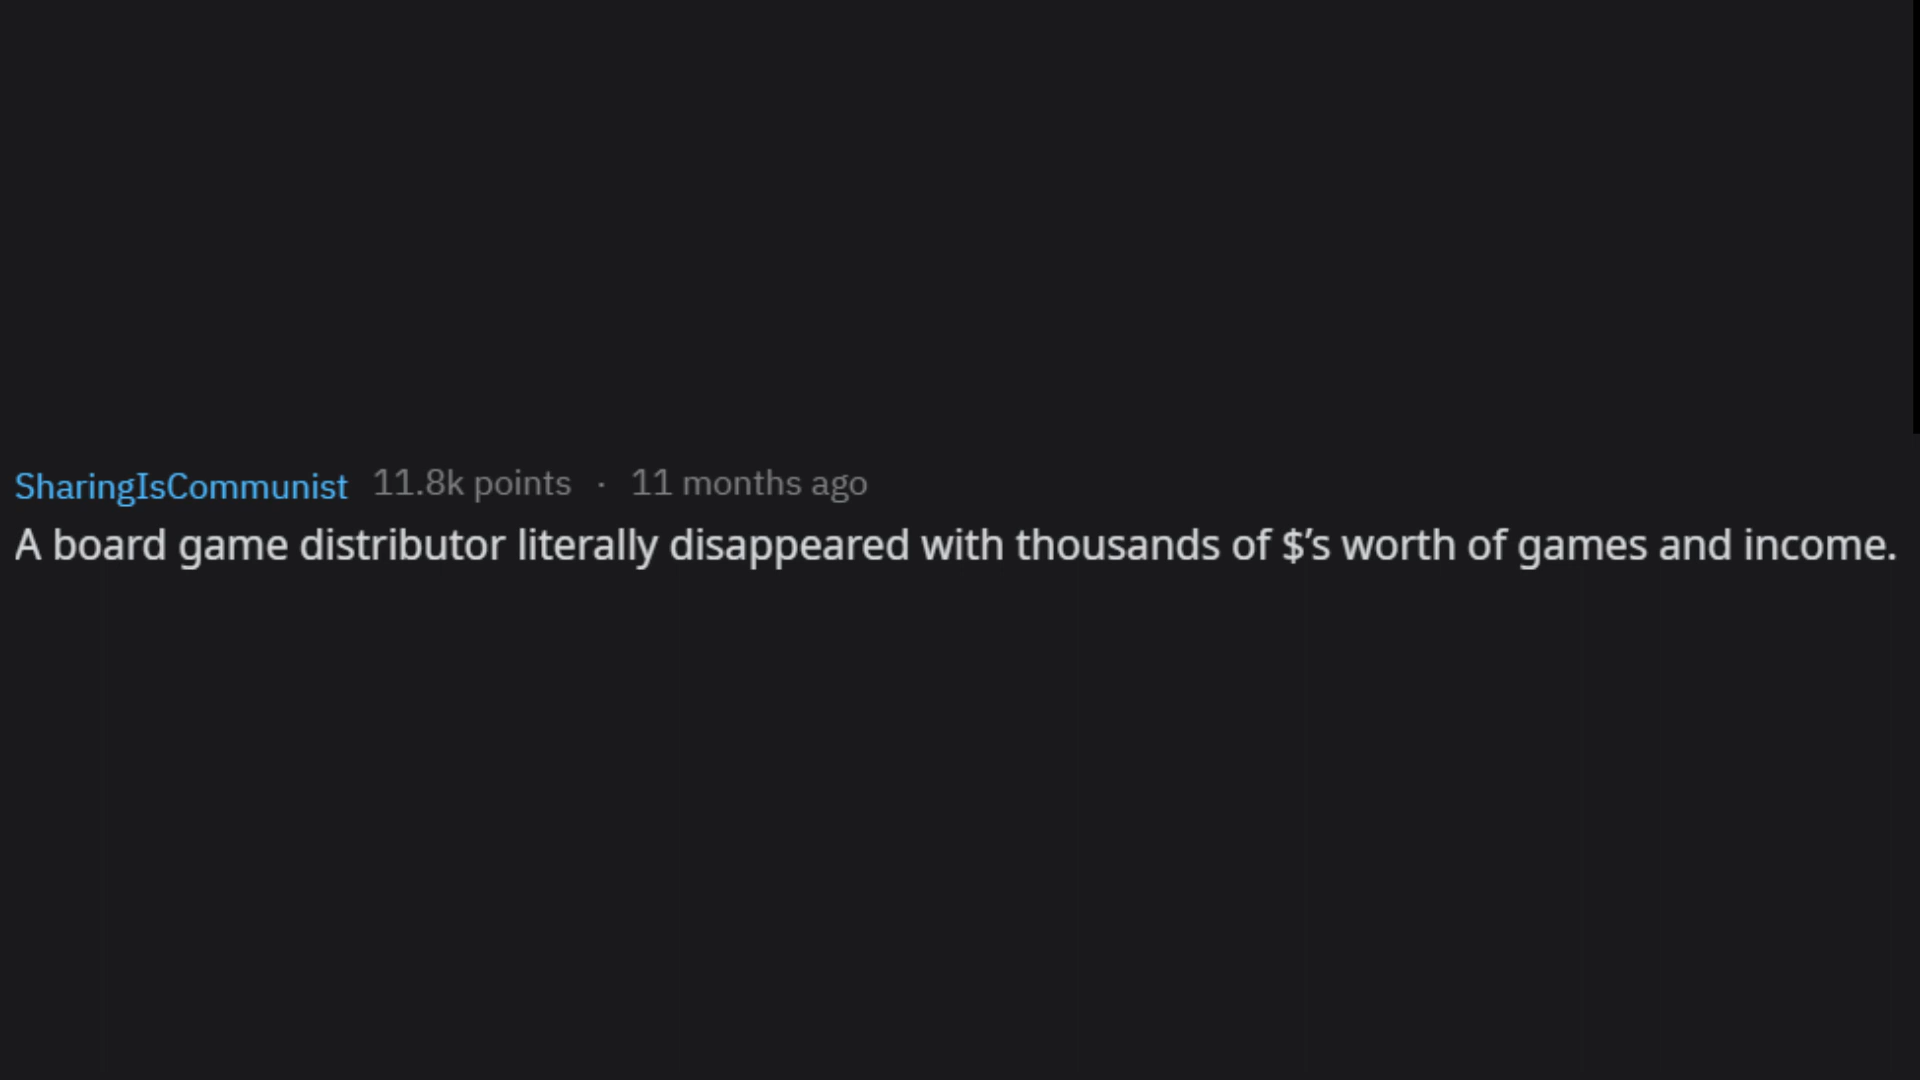 SharingIsCommunist 11.8k points · 11 months ago
A board game distributor literally disappeared with thousands of $’s worth of games and income.